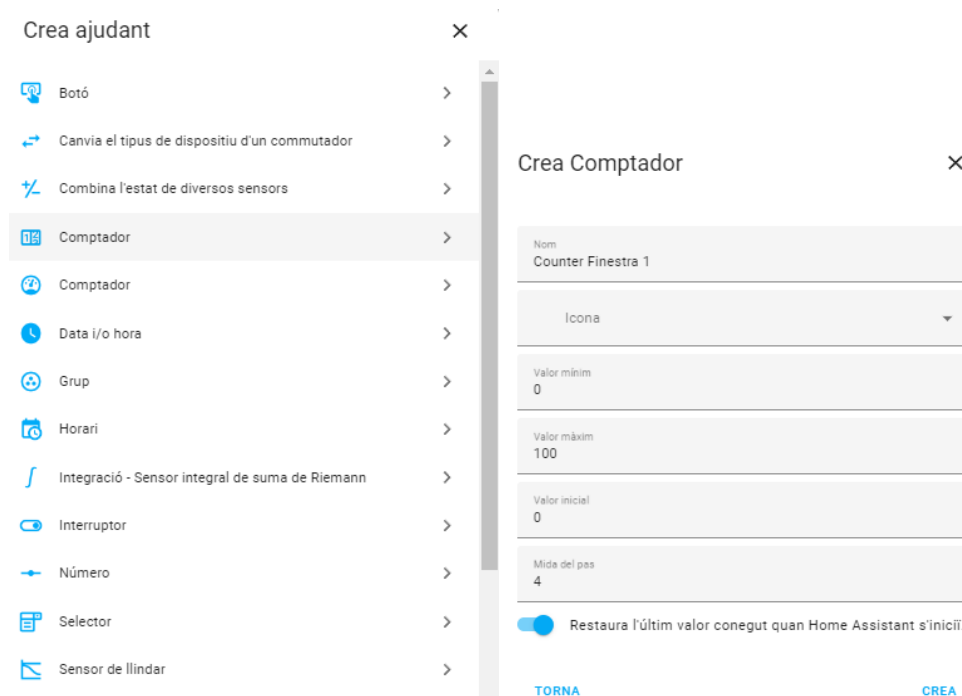 Crea ajudant
Botó
Canvia el tipus de dispositiu d'un commutador
Combina l'estat de diversos sensors
Comptador
Comptador
Data i/o hora
Grup
Horari
Integració - Sensor integral de suma de Riemann
Interruptor
Número
Selector
Sensor de llindar
Crea Comptador
Nom
Counter Finestra 1
Icona
Valor mínim
0
Valor màxim
100
Valor inicial
0
Mida del pas
4
Restaura l'últim valor conegut quan Home Assistant s'iniciï
TORNA
CREA